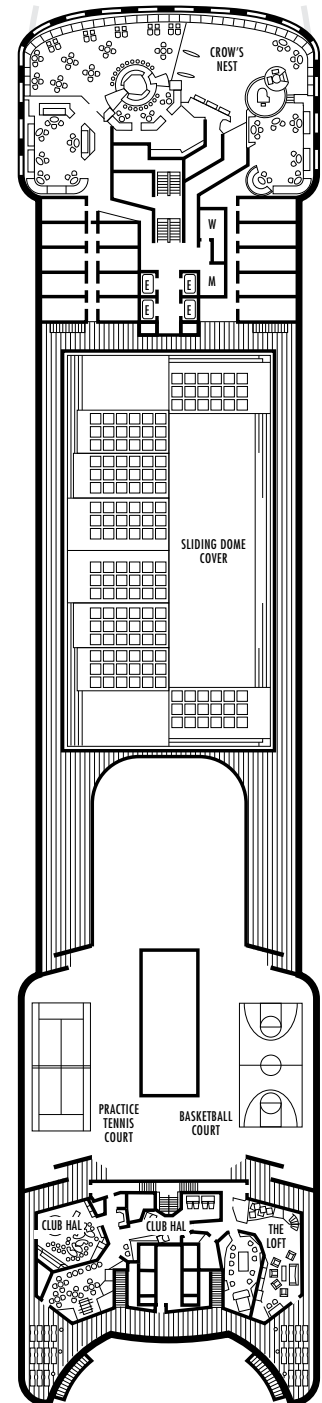 CROW'S
NEST
W
M
E
E
E
E
SLIDING DOME
COVER
PRACTICE
TENNIS
COURT
BASKETBALL
COURT
CLUB HAL
CLUB HAL
THE
LOFT